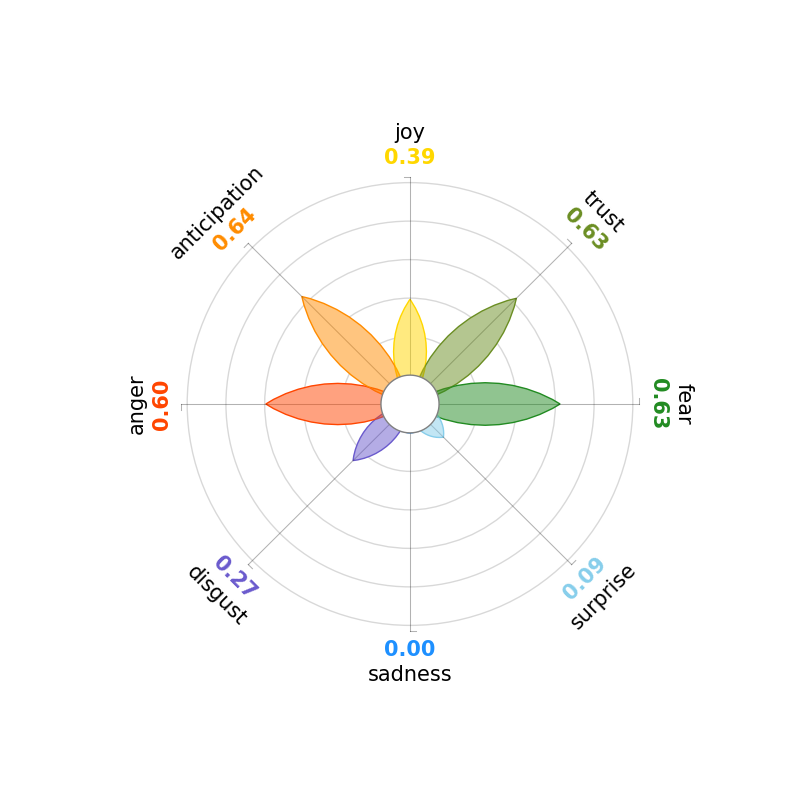 joy
0.39
trust
0.63
fear
0.63
surprise
0.09
0.00
sadness
disgust
0.27
anger
0.60
anticipation
0.64